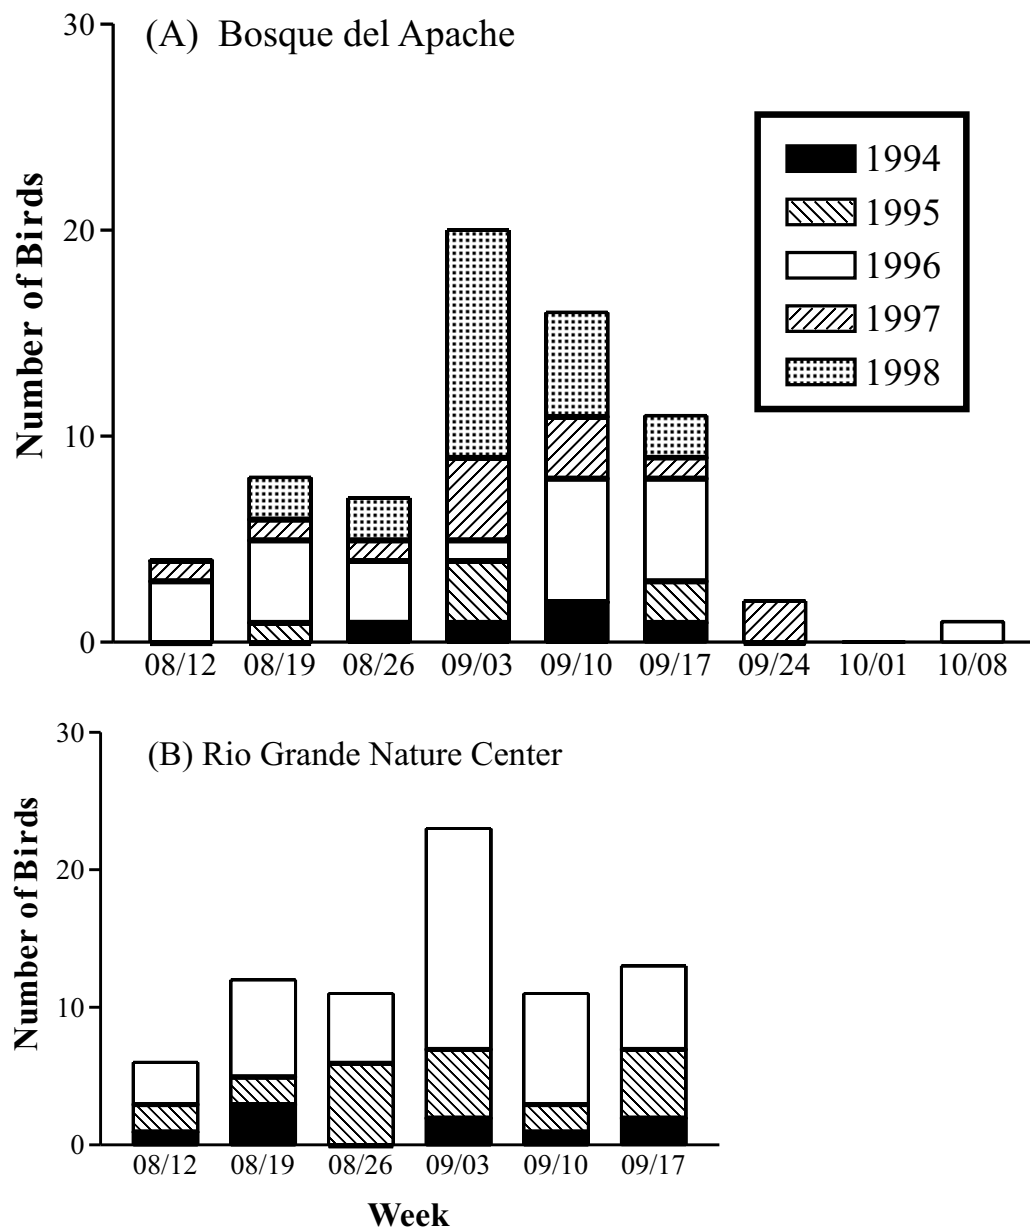 (A) Bosque del Apache
Number of Birds
30
20
10
0
1994
1995
1996
1997
1998
08/12 08/19 08/26 09/03 09/10 09/17 09/24 10/01 10/08
(B) Rio Grande Nature Center
Number of Birds
30
20
10
0
08/12 08/19 08/26 09/03 09/10 09/17
Week